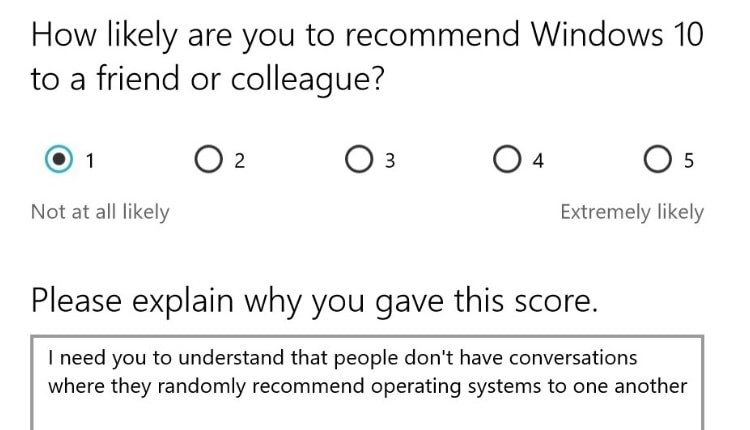 How likely are you to recommend Windows 10
to a friend or colleague?
1 2 3 4 5
Not at all likely Extremely likely
Please explain why you gave this score.
I need you to understand that people don't have conversations
where they randomly recommend operating systems to one another